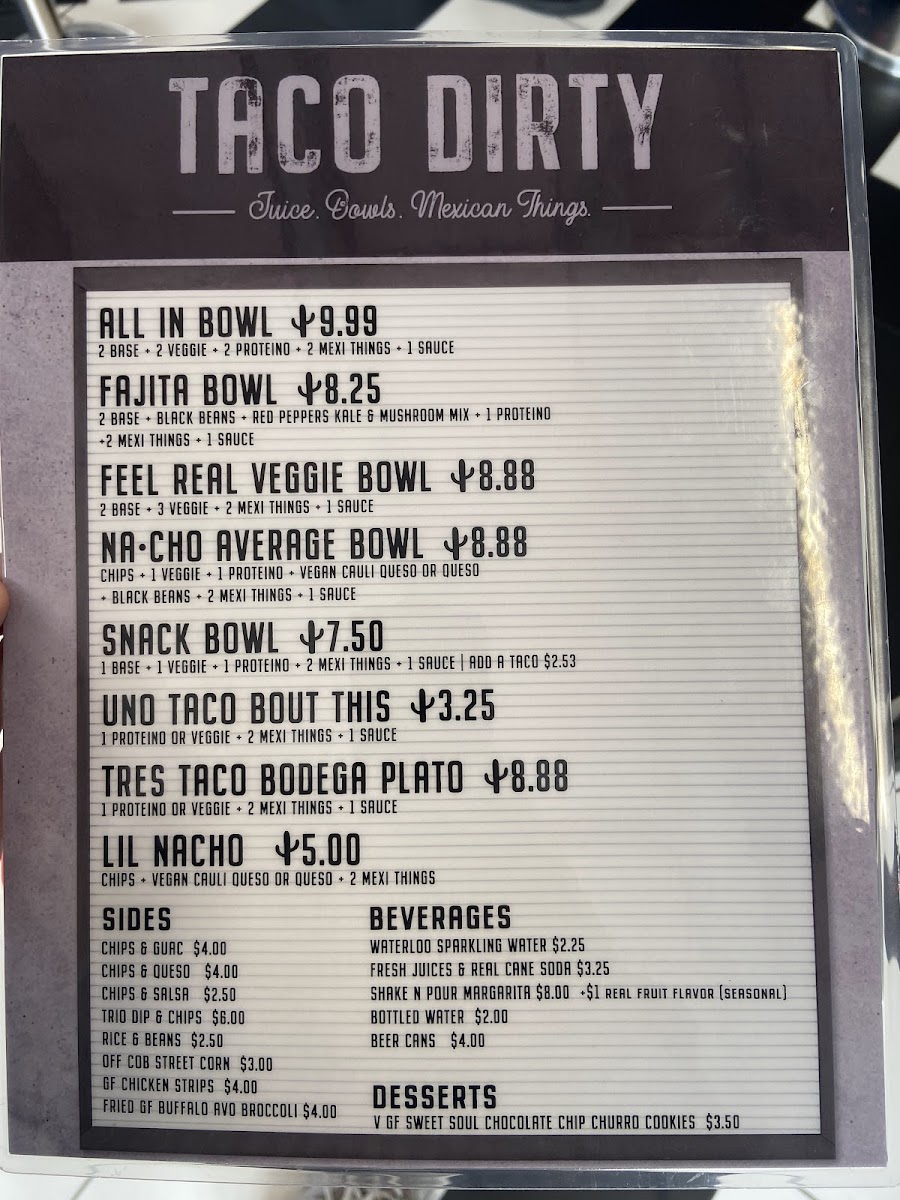 TACO DIRTY
Juice. Bowls. Mexican Things.
ALL IN BOWL 9.99
2 BASE + 2 VEGGIE + 2 PROTEINO + 2 MEXI THINGS + 1 SAUCE
FAJITA BOWL 8.25
2 BASE + BLACK BEANS + RED PEPPERS KALE & MUSHROOM MIX + 1 PROTEINO
+2 MEXI THINGS + 1 SAUCE
FEEL REAL VEGGIE BOWL 8.88
2 BASE + 3 VEGGIE + 2 MEXI THINGS + 1 SAUCE
NA•CHO AVERAGE BOWL 8.88
CHIPS + 1 VEGGIE + 1 PROTEINO + VEGAN CAULI QUESO OR QUESO
+ BLACK BEANS + 2 MEXI THINGS + 1 SAUCE
SNACK BOWL 7.50
1 BASE + 1 VEGGIE + 1 PROTEINO + 2 MEXI THINGS + 1 SAUCE | ADD A TACO $2.53
UNO TACO BOUT THIS 3.25
1 PROTEINO OR VEGGIE + 2 MEXI THINGS + 1 SAUCE
TRES TACO BODEGA PLATO 8.88
1 PROTEINO OR VEGGIE + 2 MEXI THINGS + 1 SAUCE
LIL NACHO 5.00
CHIPS + VEGAN CAULI QUESO OR QUESO + 2 MEXI THINGS
SIDES
CHIPS & GUAC $4.00
CHIPS & QUESO $4.00
CHIPS & SALSA $2.50
TRIO DIP & CHIPS $6.00
RICE & BEANS $2.50
OFF COB STREET CORN $3.00
GF CHICKEN STRIPS $4.00
FRIED GF BUFFALO AVO BROCCOLI $4.00
BEVERAGES
WATERLOO SPARKLING WATER $2.25
FRESH JUICES & REAL CANE SODA $3.25
SHAKE N POUR MARGARITA $8.00 +$1 REAL FRUIT FLAVOR (SEASONAL)
BOTTLED WATER $2.00
BEER CANS $4.00
DESSERTS
V GF SWEET SOUL CHOCOLATE CHIP CHURRO COOKIES $3.50